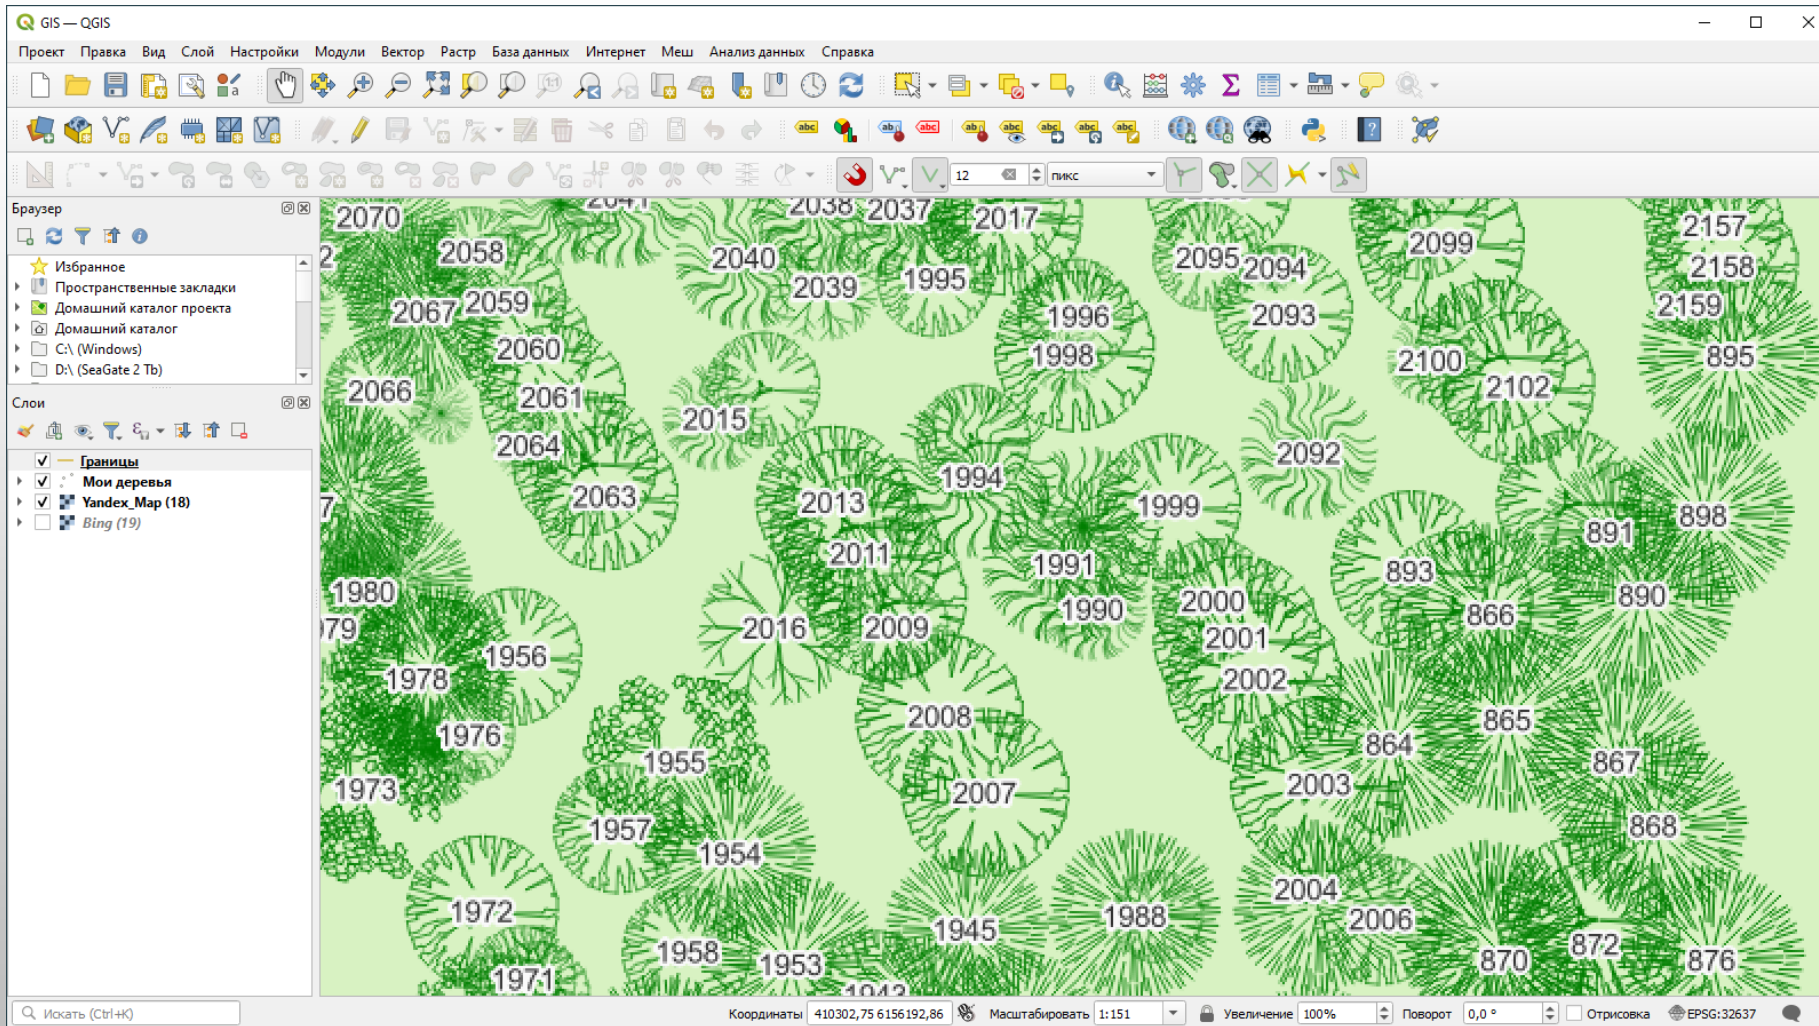 GIS — QGIS
Проект Правка Вид Слой Настройки Модули Вектор Растр База данных Интернет Меш Анализ данных Справка
12 пикс
Браузер
Избранное
Пространственные закладки
Домашний каталог проекта
Домашний каталог
C:\ (Windows)
D:\ (SeaGate 2 Tb)
Слои
Границы
Мои деревья
Yandex_Map (18)
Bing (19)
2070 2038 2037 2017 2157
2058 2040 2095 2094 2099 2158
2067 2059 2039 1995 1996 2093 2159
2060 1998 2100 895
2066 2061 2015 2102
2064 1994 2092
2063 2013 1999 898
2011 1991 893 891
1980 2016 2009 1990 2000 866 890
79 1956 2001
1978 2002
1976 2008 864 865
1973 1955 2007 2003 867
1957 1954 868
1972 1945 1988 2004 2006
1971 1958 1953 870 872 876
Искать (Ctrl+K) Координаты 410302,75 6156192,86 Масштабировать 1:151 Увеличение 100% Поворот 0,0 ° Отрисовка EPSG:32637